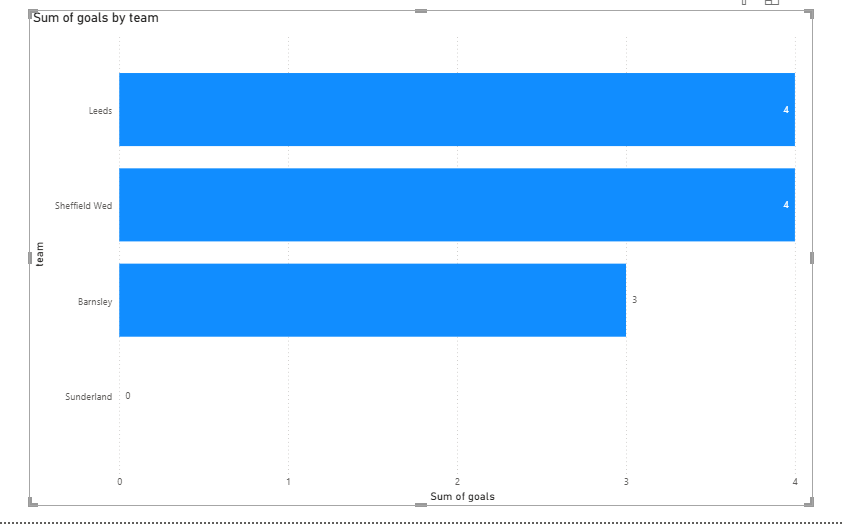 Sum of goals by team
Leeds
4
Sheffield Wed
4
team
Barnsley
3
Sunderland
0
0 1 2 3 4
Sum of goals